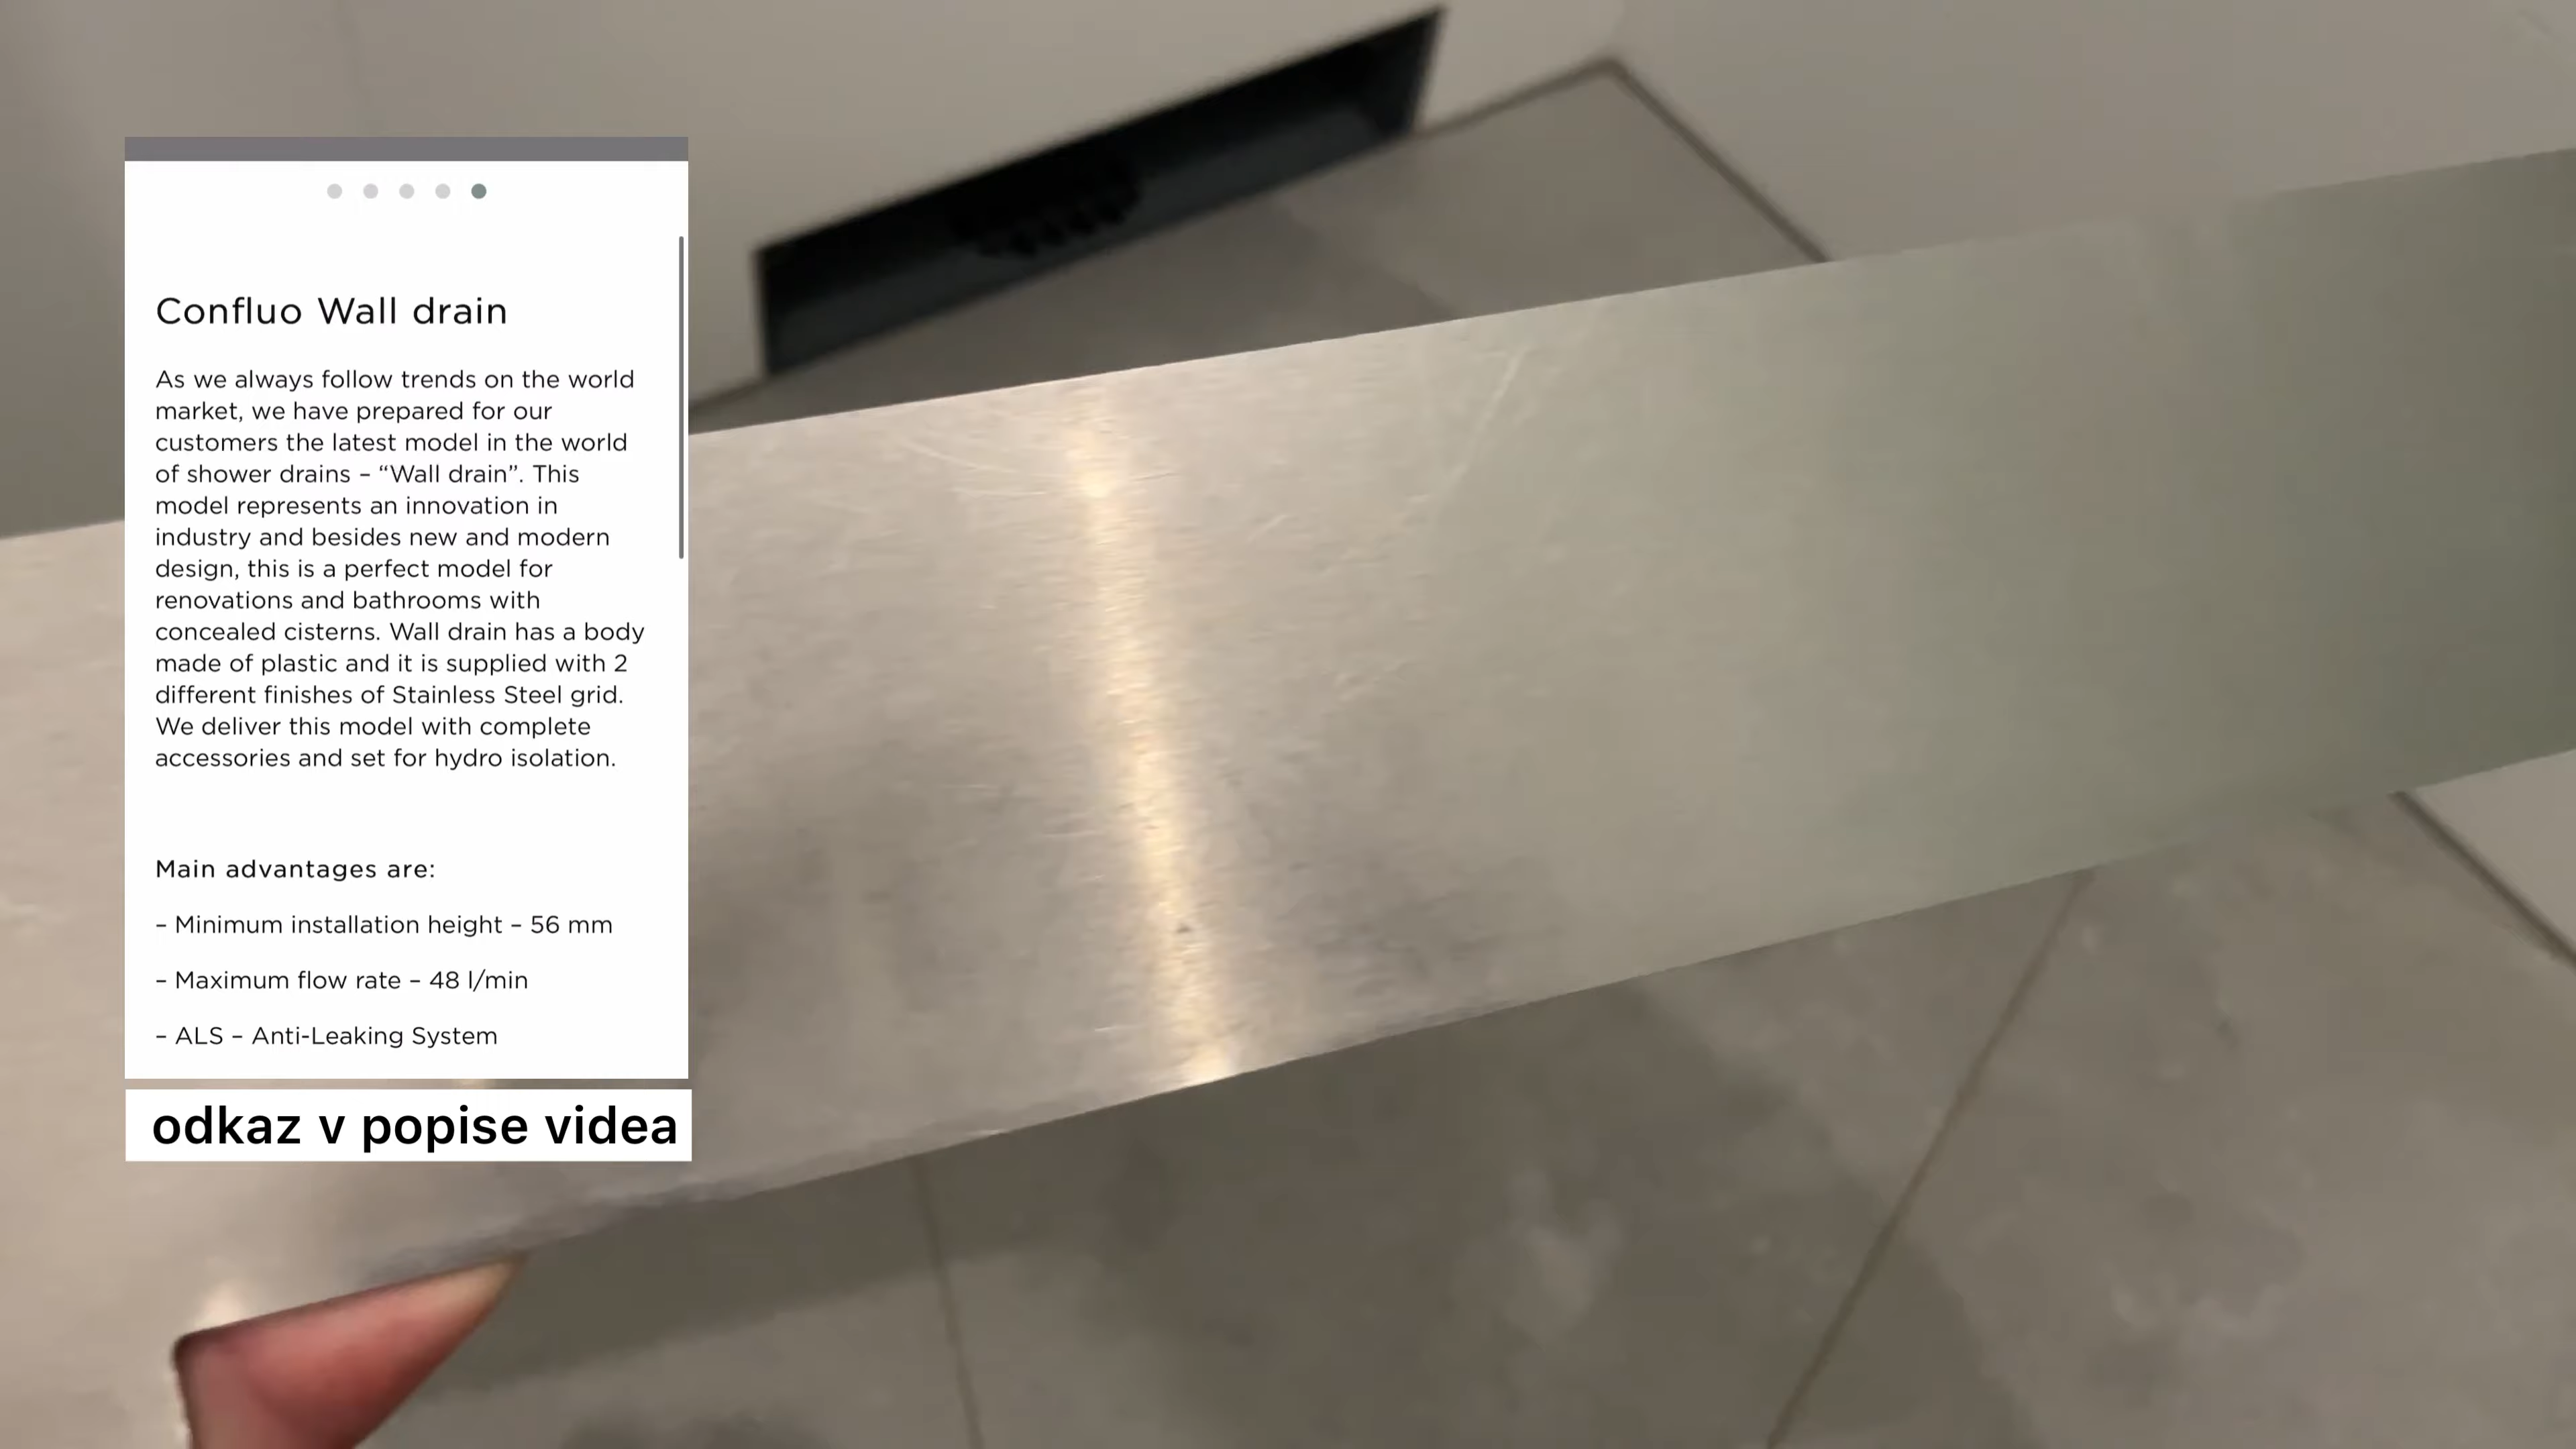 Confluo Wall drain
As we always follow trends on the world
market, we have prepared for our
customers the latest model in the world
of shower drains – “Wall drain”. This
model represents an innovation in
industry and besides new and modern
design, this is a perfect model for
renovations and bathrooms with
concealed cisterns. Wall drain has a body
made of plastic and it is supplied with 2
different finishes of Stainless Steel grid.
We deliver this model with complete
accessories and set for hydro isolation.
Main advantages are:
– Minimum installation height – 56 mm
– Maximum flow rate – 48 l/min
– ALS – Anti-Leaking System
odkaz v popise videa